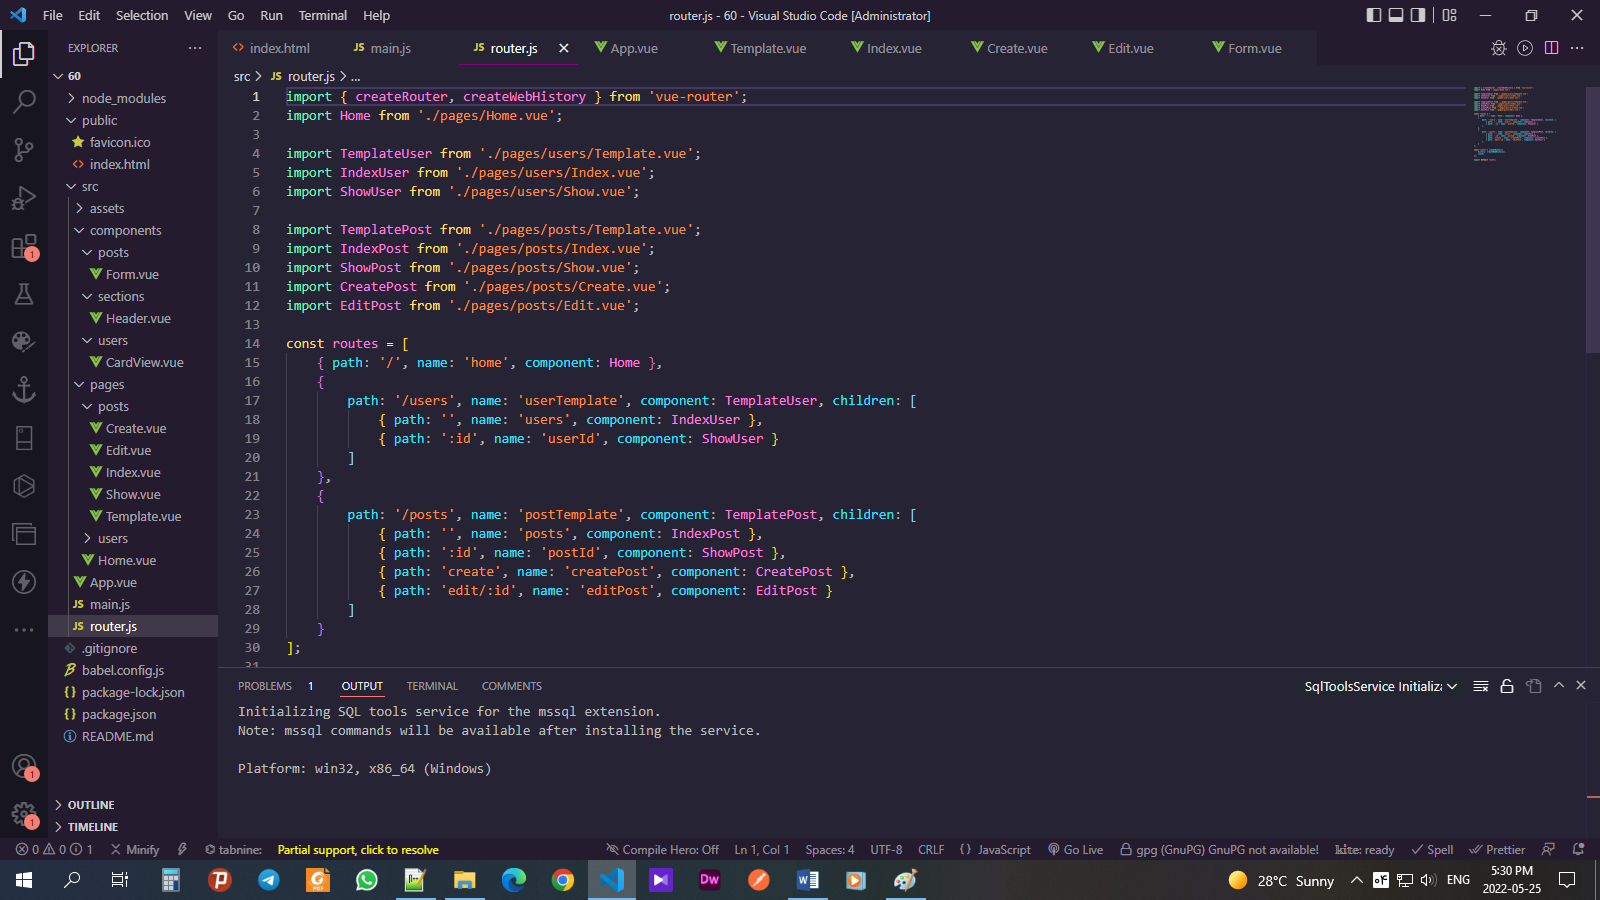 File Edit Selection View Go Run Terminal Help
router.js - 60 - Visual Studio Code [Administrator]
EXPLORER
60
node_modules
public
favicon.ico
index.html
src
assets
components
posts
Form.vue
sections
Header.vue
users
CardView.vue
pages
posts
Create.vue
Edit.vue
Index.vue
Show.vue
Template.vue
users
Home.vue
App.vue
main.js
router.js
.gitignore
babel.config.js
package-lock.json
package.json
README.md
OUTLINE
TIMELINE
index.html main.js router.js App.vue Template.vue Index.vue Create.vue Edit.vue Form.vue
src > JS router.js > ...
1 import { createRouter, createWebHistory } from 'vue-router';
2 import Home from './pages/Home.vue';
3
4 import TemplateUser from './pages/users/Template.vue';
5 import IndexUser from './pages/users/Index.vue';
6 import ShowUser from './pages/users/Show.vue';
7
8 import TemplatePost from './pages/posts/Template.vue';
9 import IndexPost from './pages/posts/Index.vue';
10 import ShowPost from './pages/posts/Show.vue';
11 import CreatePost from './pages/posts/Create.vue';
12 import EditPost from './pages/posts/Edit.vue';
13
14 const routes = [
15 { path: '/', name: 'home', component: Home },
16 {
17 path: '/users', name: 'userTemplate', component: TemplateUser, children: [
18 { path: '', name: 'users', component: IndexUser },
19 { path: ':id', name: 'userId', component: ShowUser }
20 ]
21 },
22 {
23 path: '/posts', name: 'postTemplate', component: TemplatePost, children: [
24 { path: '', name: 'posts', component: IndexPost },
25 { path: ':id', name: 'postId', component: ShowPost },
26 { path: 'create', name: 'createPost', component: CreatePost },
27 { path: 'edit/:id', name: 'editPost', component: EditPost }
28 ]
29 }
30 ];
31
PROBLEMS 1 OUTPUT TERMINAL COMMENTS
SqlToolsService Initializ
Initializing SQL tools service for the mssql extension.
Note: mssql commands will be available after installing the service.
Platform: win32, x86_64 (Windows)
0 0 1 Minify tabnine: Partial support, click to resolve
Compile Hero: Off Ln 1, Col 1 Spaces: 4 UTF-8 CRLF {} JavaScript Go Live gpg (GnuPG) GnuPG not available! kite: ready Spell Prettier
28°C Sunny ENG
5:30 PM
2022-05-25